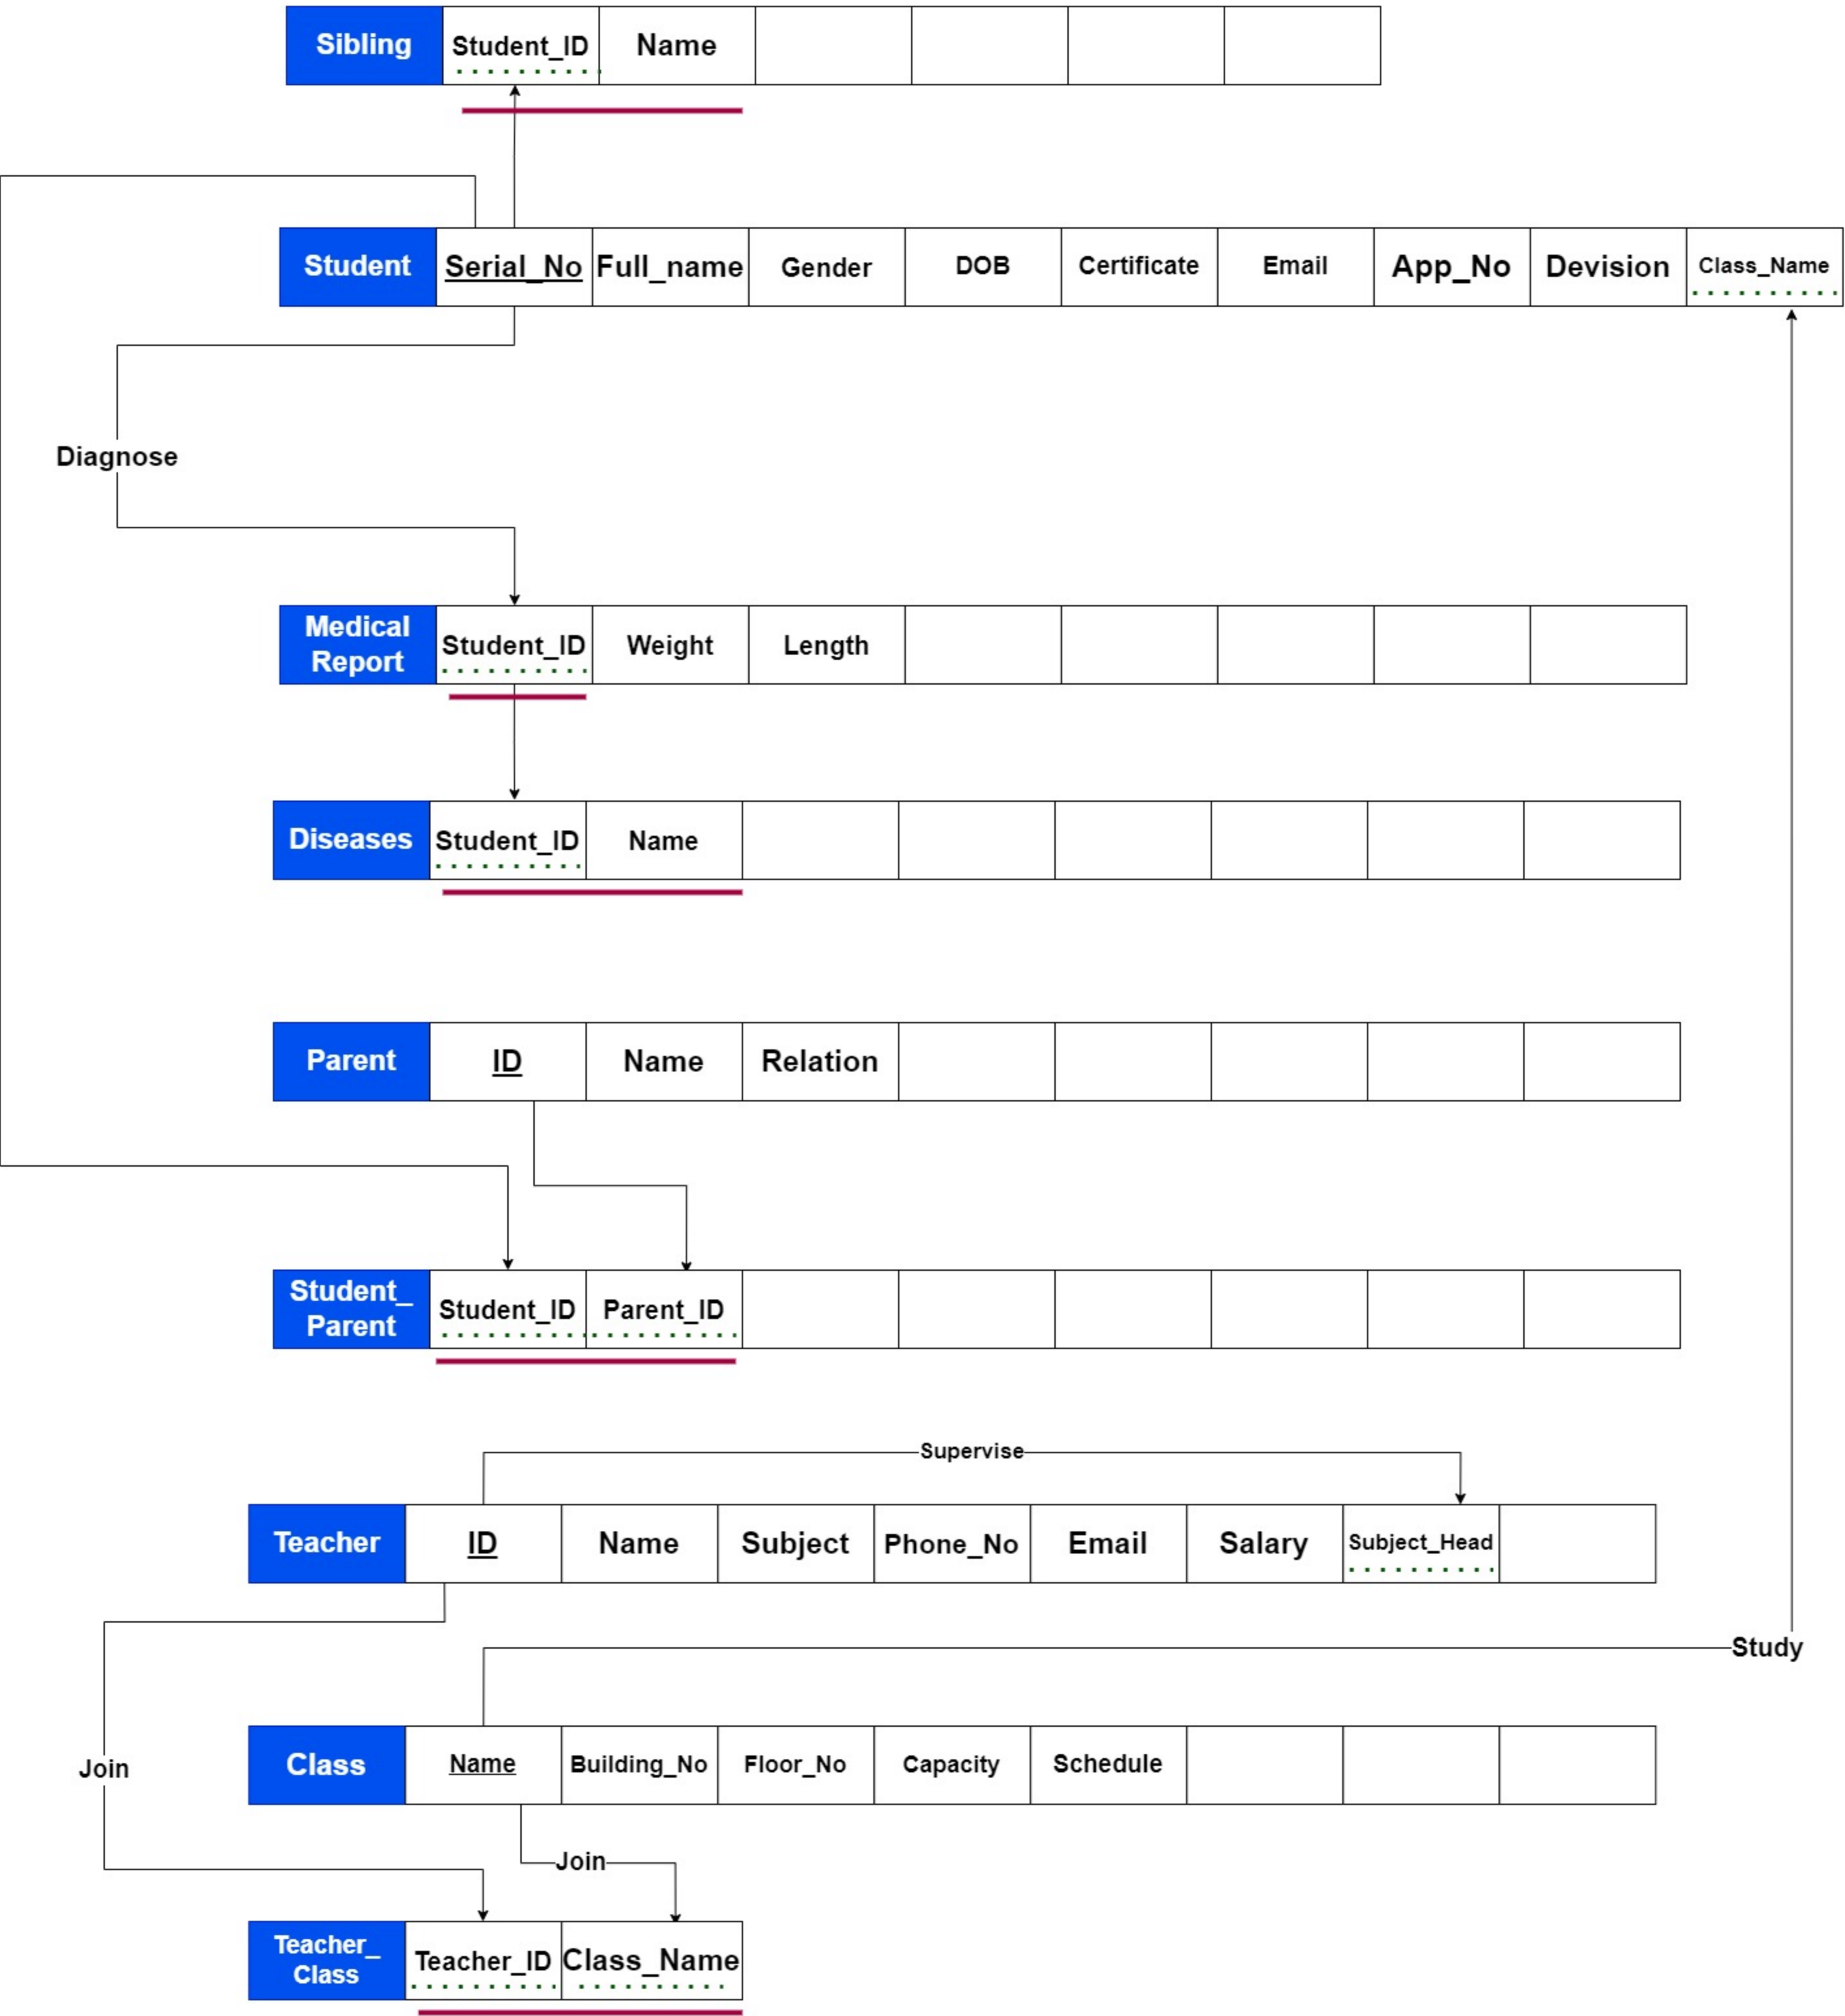 Sibling Student_ID Name
Student Serial_No Full_name Gender DOB Certificate Email App_No Devision Class_Name
Diagnose
Medical
Report
Student_ID Weight Length
Diseases Student_ID Name
Parent ID Name Relation
Student_
Parent
Student_ID Parent_ID
Supervise
Teacher ID Name Subject Phone_No Email Salary Subject_Head
Study
Class Name Building_No Floor_No Capacity Schedule
Join
Join
Teacher_
Class
Teacher_ID Class_Name